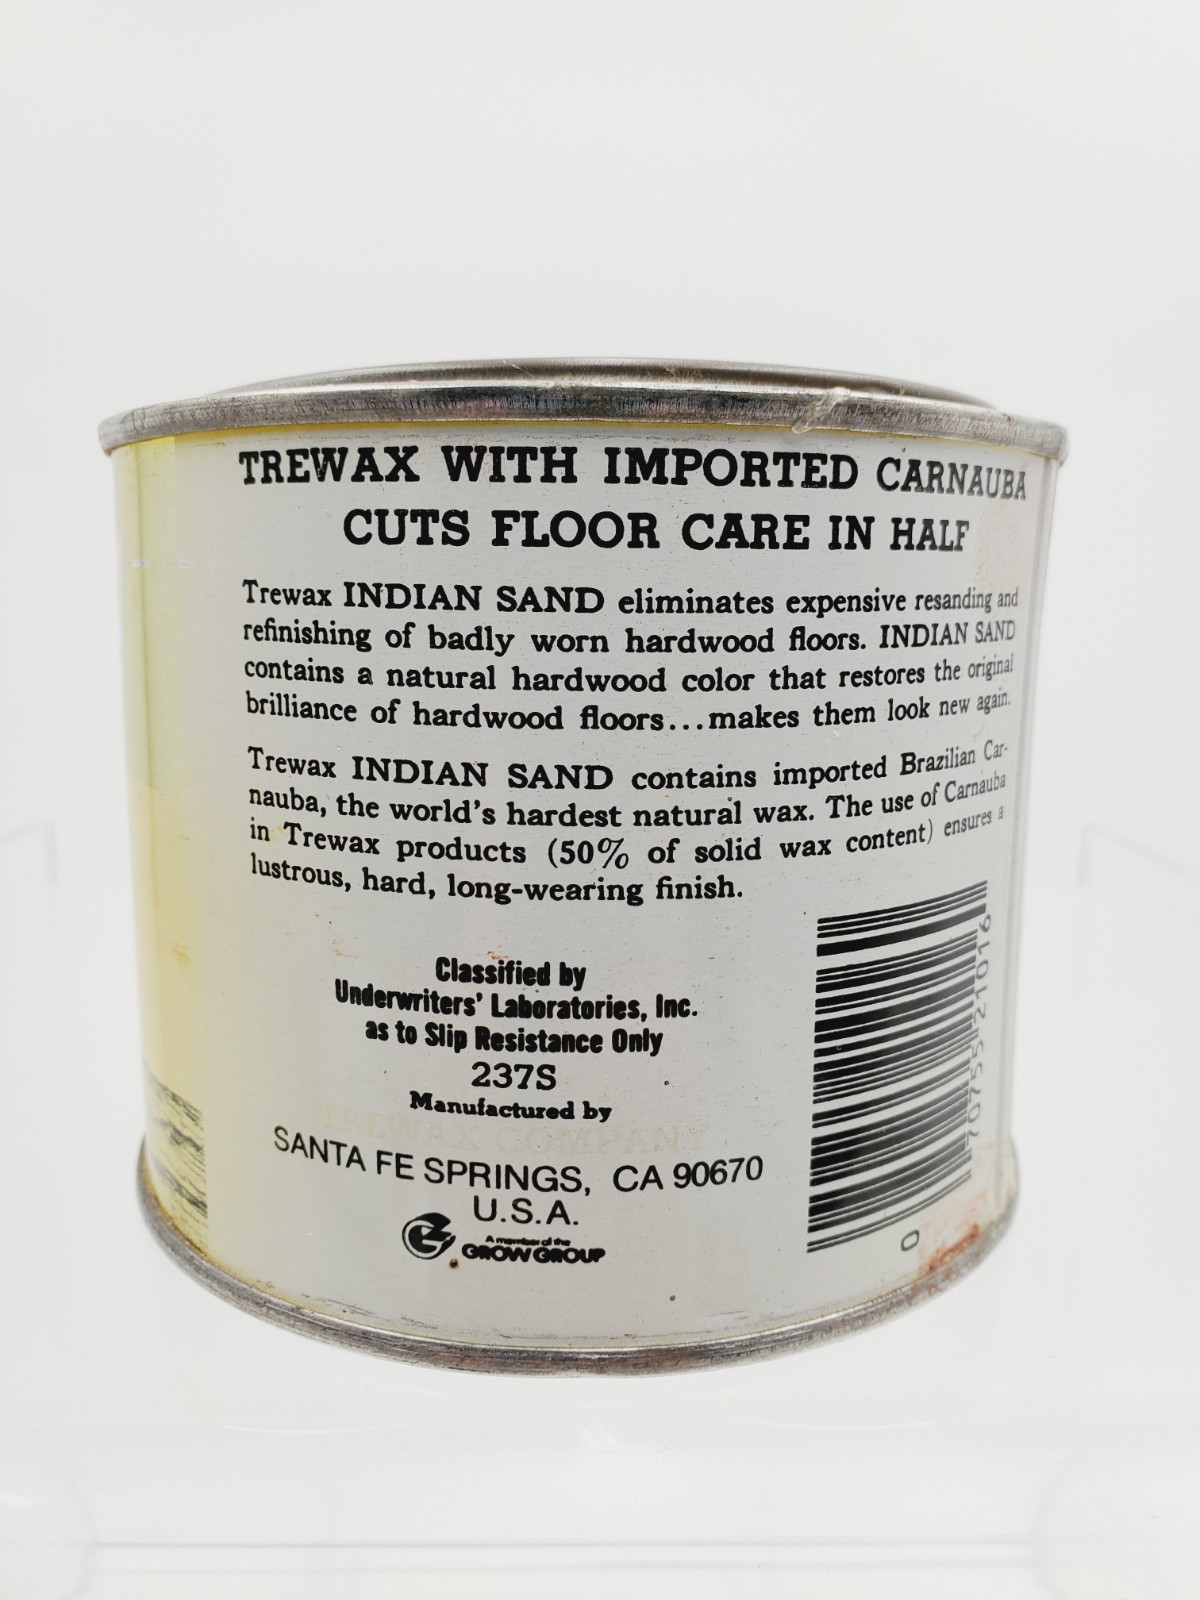 TREWAX WITH IMPORTED CARNAUBA
CUTS FLOOR CARE IN HALF
Trewax INDIAN SAND eliminates expensive resanding and
refinishing of badly worn hardwood floors. INDIAN SAND
contains a natural hardwood color that restores the original
brilliance of hardwood floors...makes them look new again.
Trewax INDIAN SAND contains imported Brazilian Car-
nauba, the world's hardest natural wax. The use of Carnauba
in Trewax products (50% of solid wax content) ensures a
lustrous, hard, long-wearing finish.
Classified by
Underwriters' Laboratories, Inc.
as to Slip Resistance Only
237S
Manufactured by
TREWAX COMPANY
SANTA FE SPRINGS, CA 90670
U.S.A.
A member of the
GROW GROUP
0 70755 21016